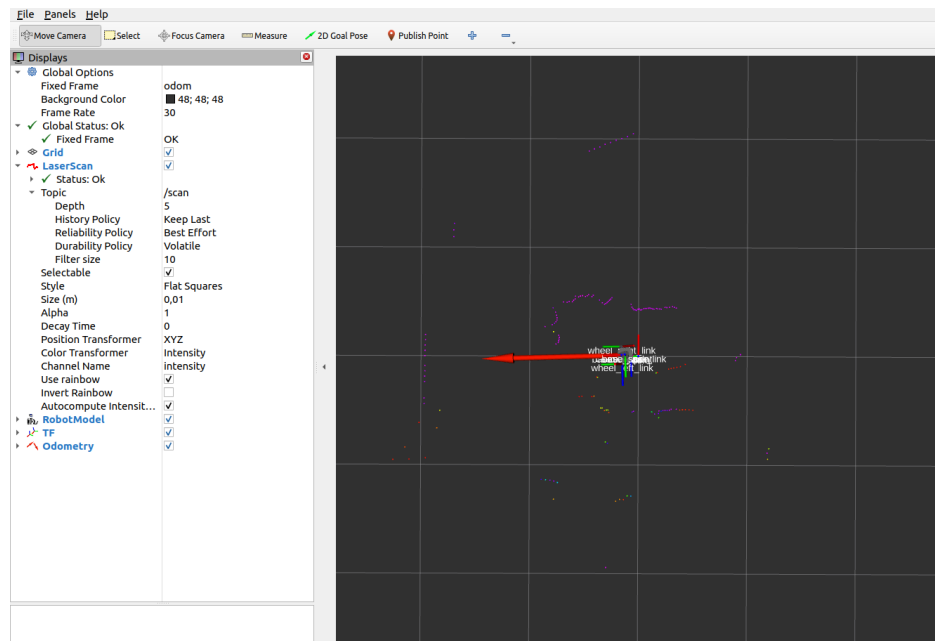 File Panels Help
Move Camera Select Focus Camera Measure 2D Goal Pose Publish Point
Displays
Global Options
Fixed Frame odom
Background Color 48; 48; 48
Frame Rate 30
Global Status: Ok
Fixed Frame OK
Grid
LaserScan
Status: Ok
Topic /scan
Depth 5
History Policy Keep Last
Reliability Policy Best Effort
Durability Policy Volatile
Filter size 10
Selectable
Style Flat Squares
Size (m) 0,01
Alpha 1
Decay Time 0
Position Transformer XYZ
Color Transformer Intensity
Channel Name intensity
Use rainbow
Invert Rainbow
Autocompute Intensit...
RobotModel
TF
Odometry
wheel_left_link